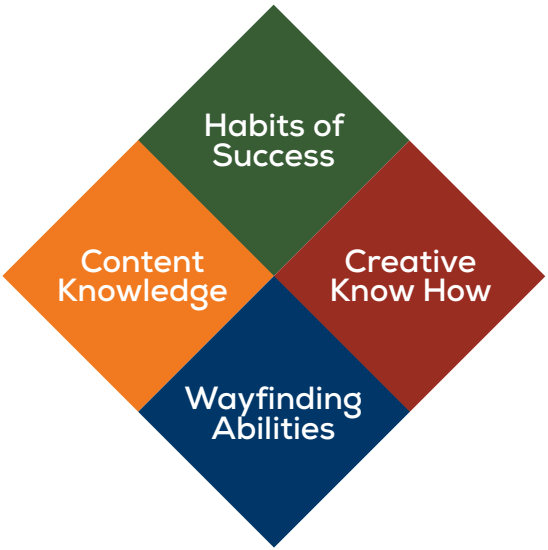 Habits of
Success
Content
Knowledge
Creative
Know How
Wayfinding
Abilities